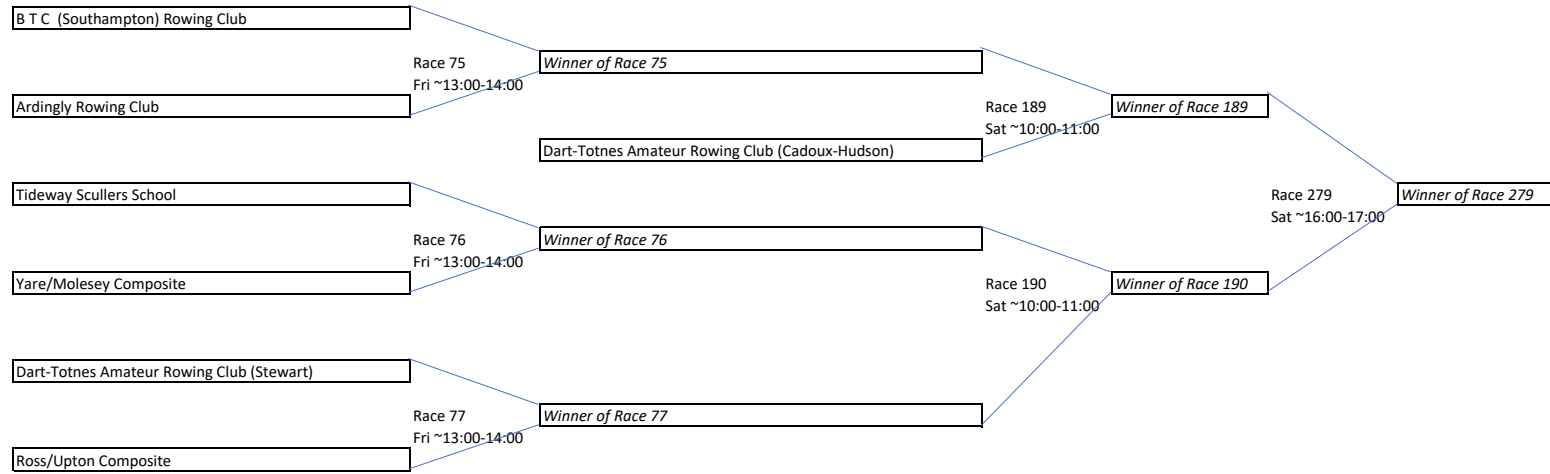 B T C  (Southampton) Rowing Club
Race 75
Fri ~13:00-14:00
Winner of Race 75
Ardingly Rowing Club
Race 189
Sat ~10:00-11:00
Winner of Race 189
Dart-Totnes Amateur Rowing Club (Cadoux-Hudson)
Tideway Scullers School
Race 279
Sat ~16:00-17:00
Winner of Race 279
Race 76
Fri ~13:00-14:00
Winner of Race 76
Yare/Molesey Composite
Race 190
Sat ~10:00-11:00
Winner of Race 190
Dart-Totnes Amateur Rowing Club (Stewart)
Race 77
Fri ~13:00-14:00
Winner of Race 77
Ross/Upton Composite